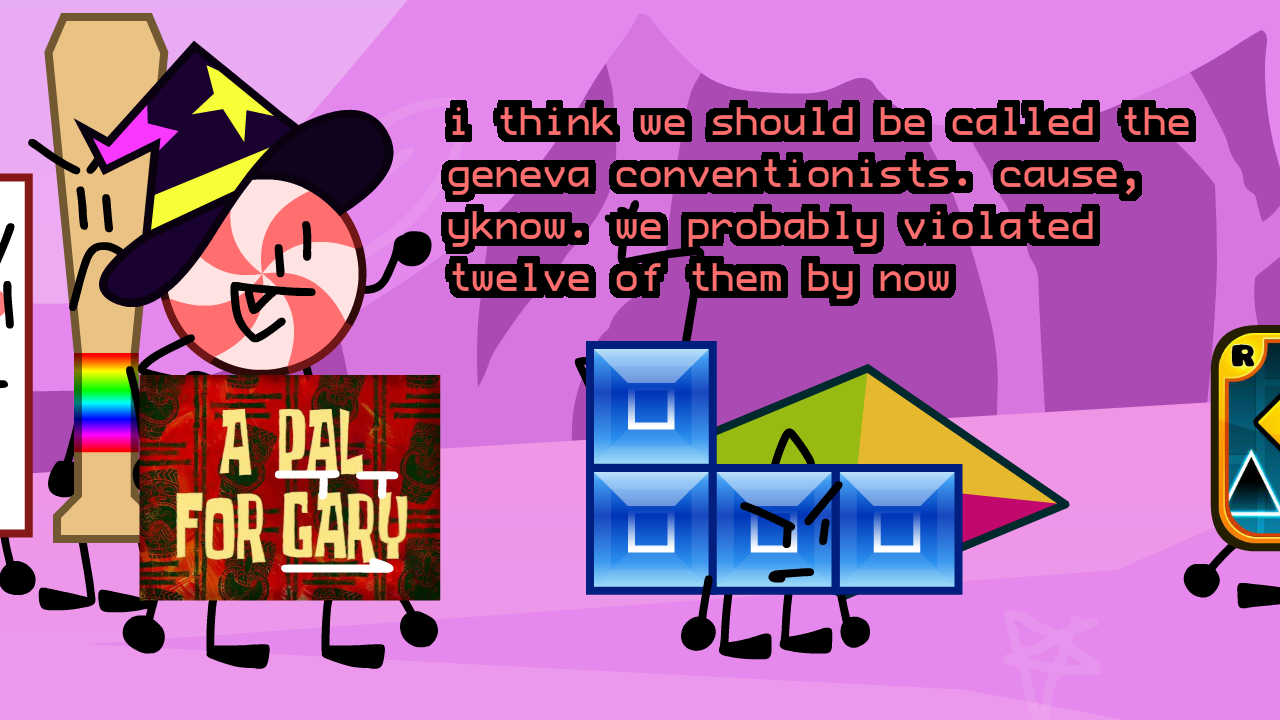 i think we should be called the
geneva conventionists. cause,
yknow. we probably violated
twelve of them by now
A PAL
FOR GARY
R